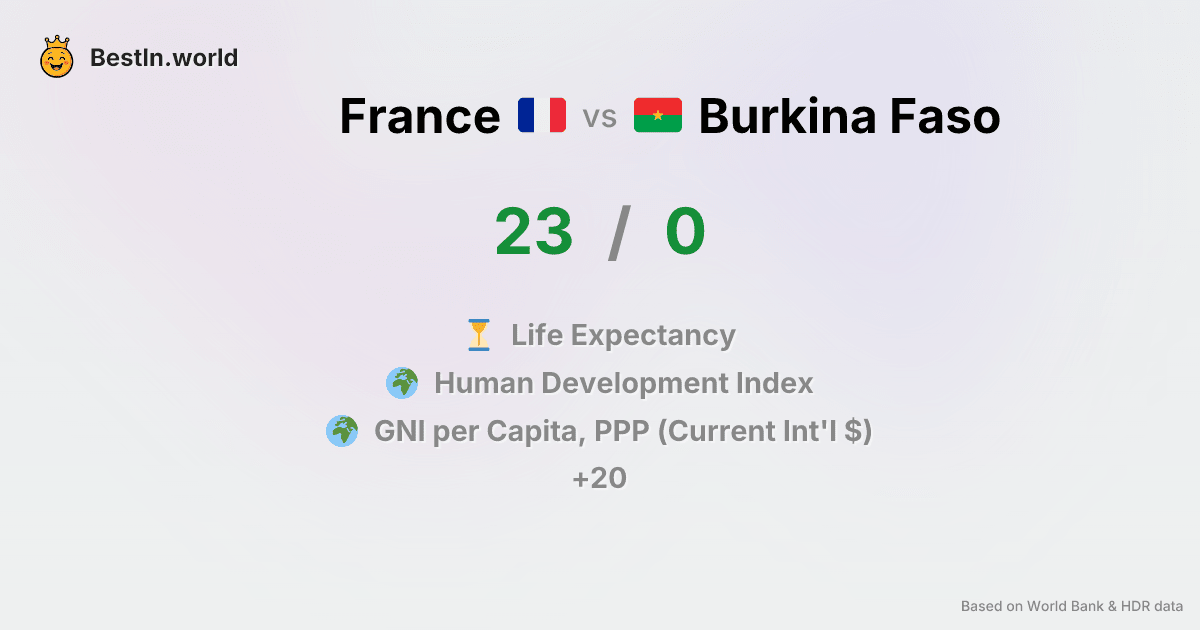 BestIn.world
France vs Burkina Faso
23 / 0
Life Expectancy
Human Development Index
GNI per Capita, PPP (Current Int'l $)
+20
Based on World Bank & HDR data